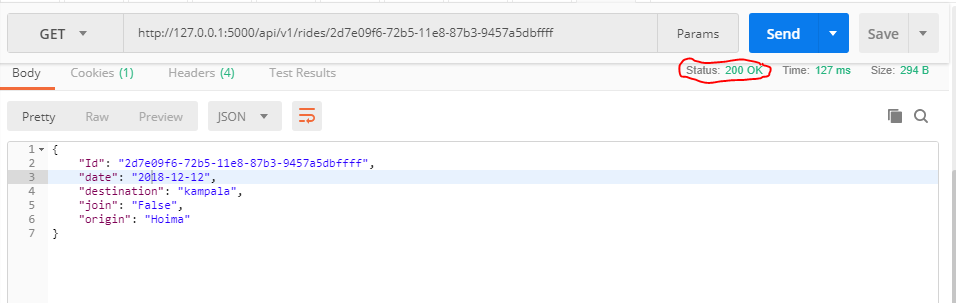 GET http://127.0.0.1:5000/api/v1/rides/2d7e09f6-72b5-11e8-87b3-9457a5dbffff Params Send Save
Body Cookies (1) Headers (4) Test Results Status: 200 OK Time: 127 ms Size: 294 B
Pretty Raw Preview JSON
1 {
2 "Id": "2d7e09f6-72b5-11e8-87b3-9457a5dbffff",
3 "date": "2018-12-12",
4 "destination": "kampala",
5 "join": "False",
6 "origin": "Hoima"
7 }